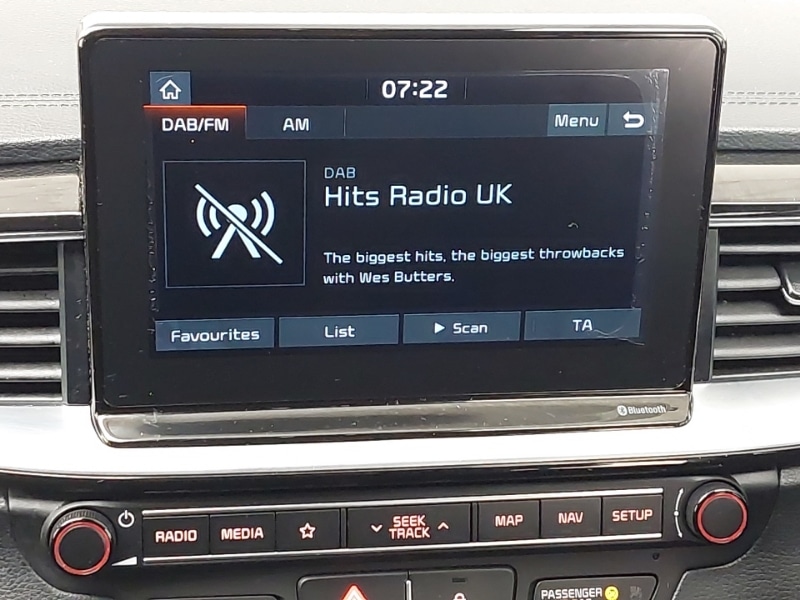 07:22
DAB/FM AM Menu
DAB
Hits Radio UK
The biggest hits, the biggest throwbacks
with Wes Butters.
Favourites List Scan TA
Bluetooth
RADIO MEDIA SEEK TRACK MAP NAV SETUP
PASSENGER